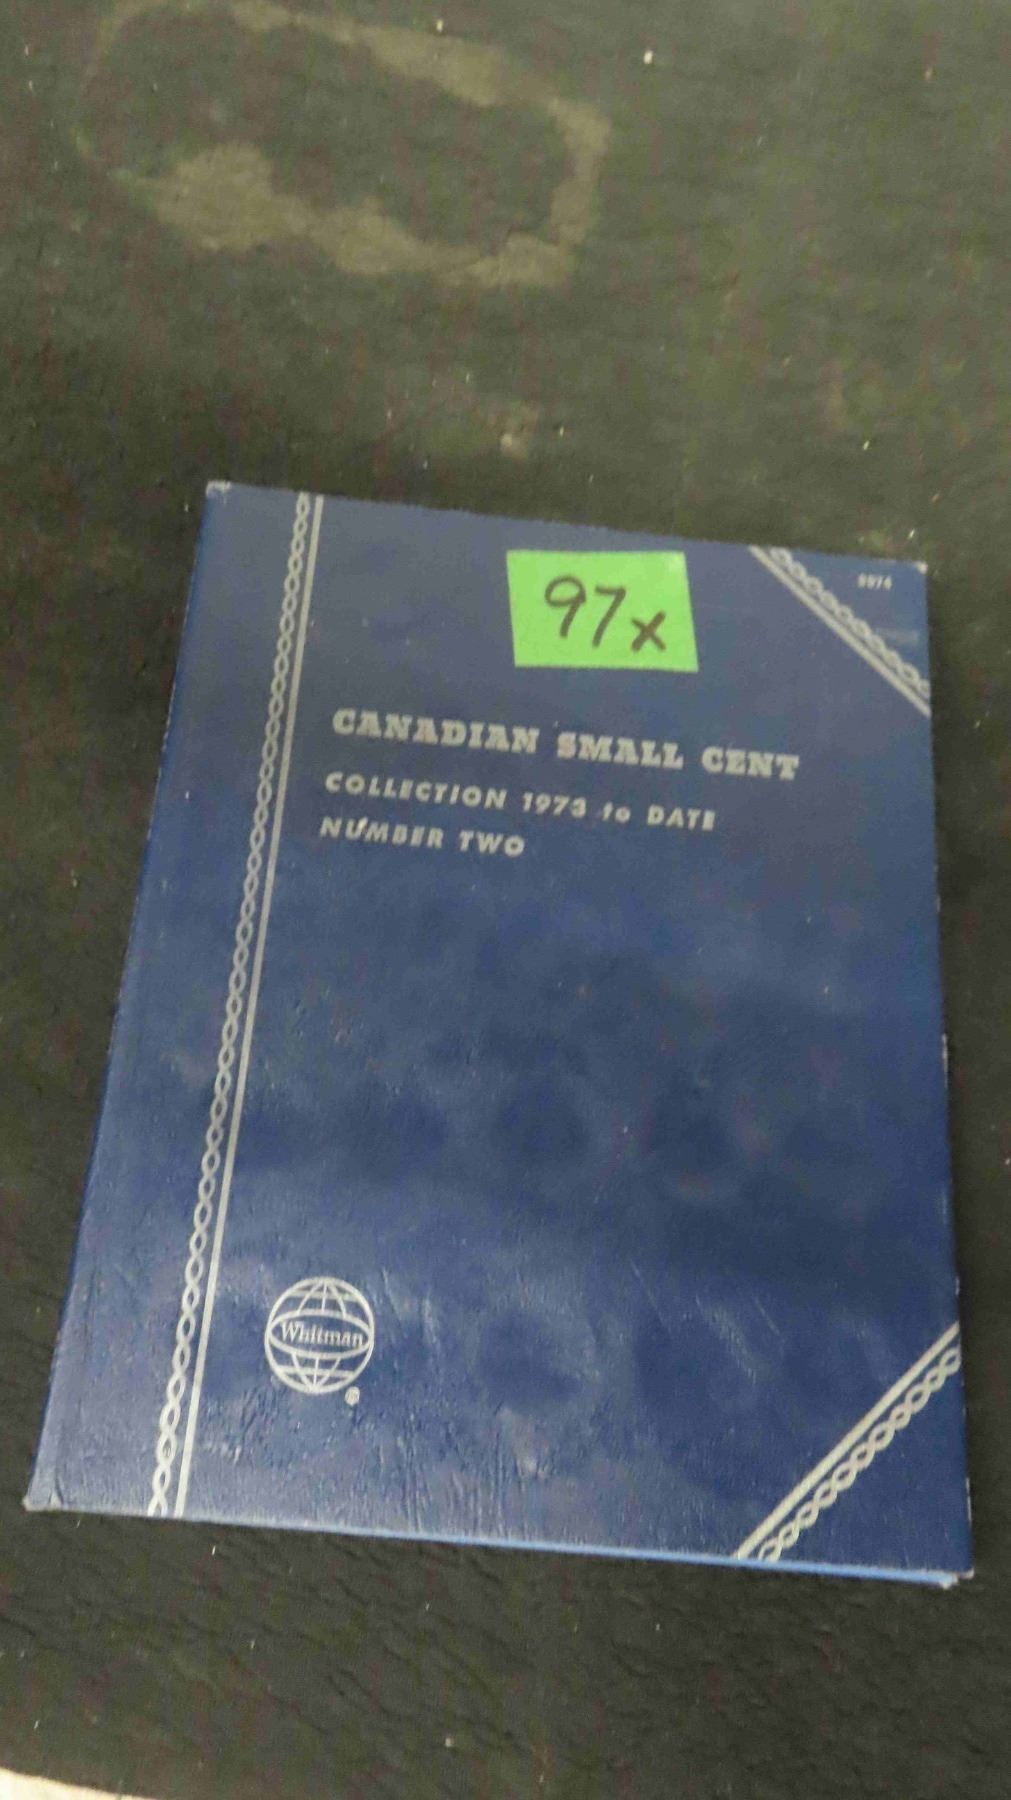 97x
CANADIAN SMALL CENT
COLLECTION 1973 to DATE
NUMBER TWO
Whitman
®